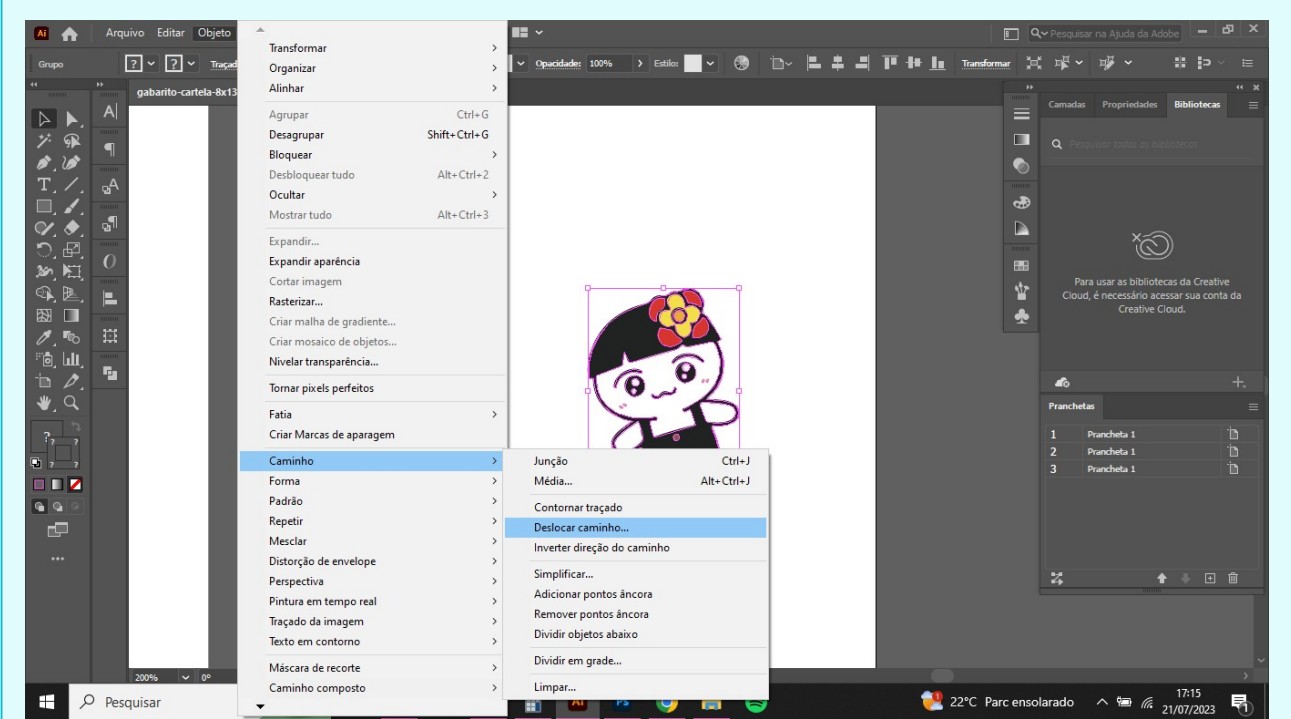 Ai Arquivo Editar Objeto
Pesquisar na Ajuda da Adobe
Grupo ? ? Traçad
Opacidade: 100% Estilo: Transformar
gabarito-cartela-8x13
Transformar
Organizar
Alinhar
Agrupar Ctrl+G
Desagrupar Shift+Ctrl+G
Bloquear
Desbloquear tudo Alt+Ctrl+2
Ocultar
Mostrar tudo Alt+Ctrl+3
Expandir...
Expandir aparência
Cortar imagem
Rasterizar...
Criar malha de gradiente...
Criar mosaico de objetos...
Nivelar transparência...
Tornar pixels perfeitos
Fatia
Criar Marcas de aparagem
Caminho
Forma
Padrão
Repetir
Mesclar
Distorção de envelope
Perspectiva
Pintura em tempo real
Traçado da imagem
Texto em contorno
Máscara de recorte
Caminho composto
Junção Ctrl+J
Média... Alt+Ctrl+J
Contornar traçado
Deslocar caminho...
Inverter direção do caminho
Simplificar...
Adicionar pontos âncora
Remover pontos âncora
Dividir objetos abaixo
Dividir em grade...
Limpar...
Camadas Propriedades Bibliotecas
Pesquisar todas as bibliotecas
Para usar as bibliotecas da Creative
Cloud, é necessário acessar sua conta da
Creative Cloud.
Pranchetas
1 Prancheta 1
2 Prancheta 1
3 Prancheta 1
200% 0°
Pesquisar
Ai Ps
22°C Parc ensolarado
17:15
21/07/2023